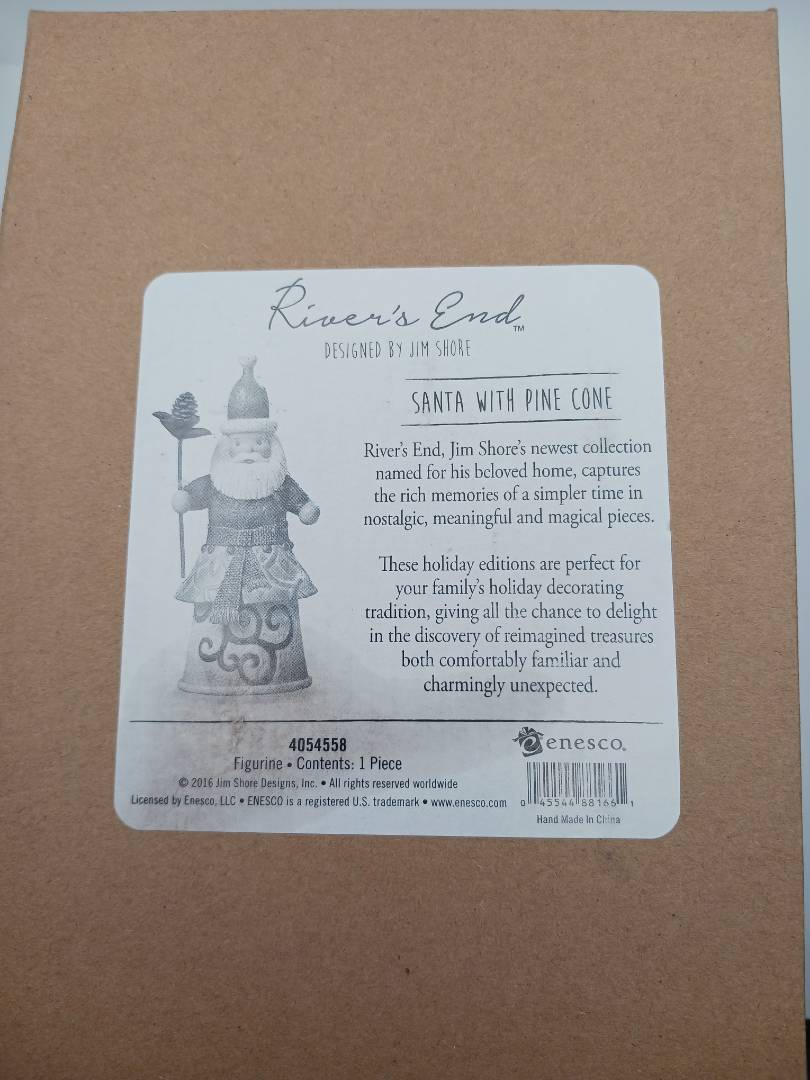 River's End™
DESIGNED BY JIM SHORE
SANTA WITH PINE CONE
River's End, Jim Shore's newest collection
named for his beloved home, captures
the rich memories of a simpler time in
nostalgic, meaningful and magical pieces.
These holiday editions are perfect for
your family's holiday decorating
tradition, giving all the chance to delight
in the discovery of reimagined treasures
both comfortably familiar and
charmingly unexpected.
4054558
Figurine • Contents: 1 Piece
© 2016 Jim Shore Designs, Inc. • All rights reserved worldwide
Licensed by Enesco, LLC • ENESCO is a registered U.S. trademark • www.enesco.com
enesco®
0 45544 88166 1
Hand Made In China